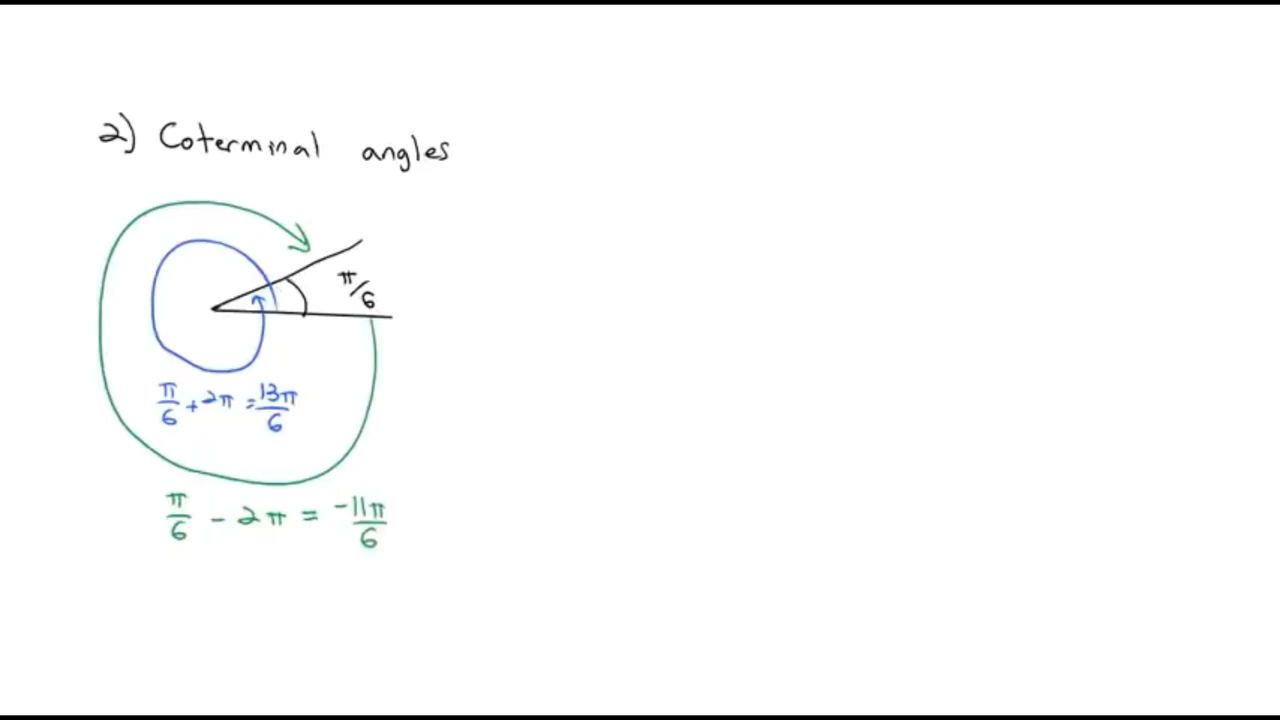 2) Coterminal angles
π/6
π/6 + 2π = 13π/6
π/6 - 2π = -11π/6